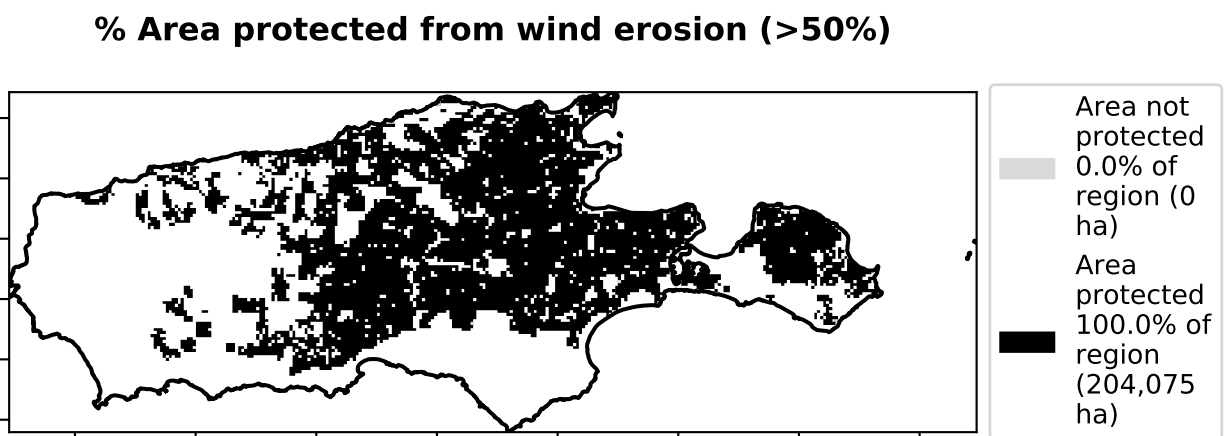 % Area protected from wind erosion (>50%)
Area not
protected
0.0% of
region (0
ha)
Area
protected
100.0% of
region
(204,075
ha)